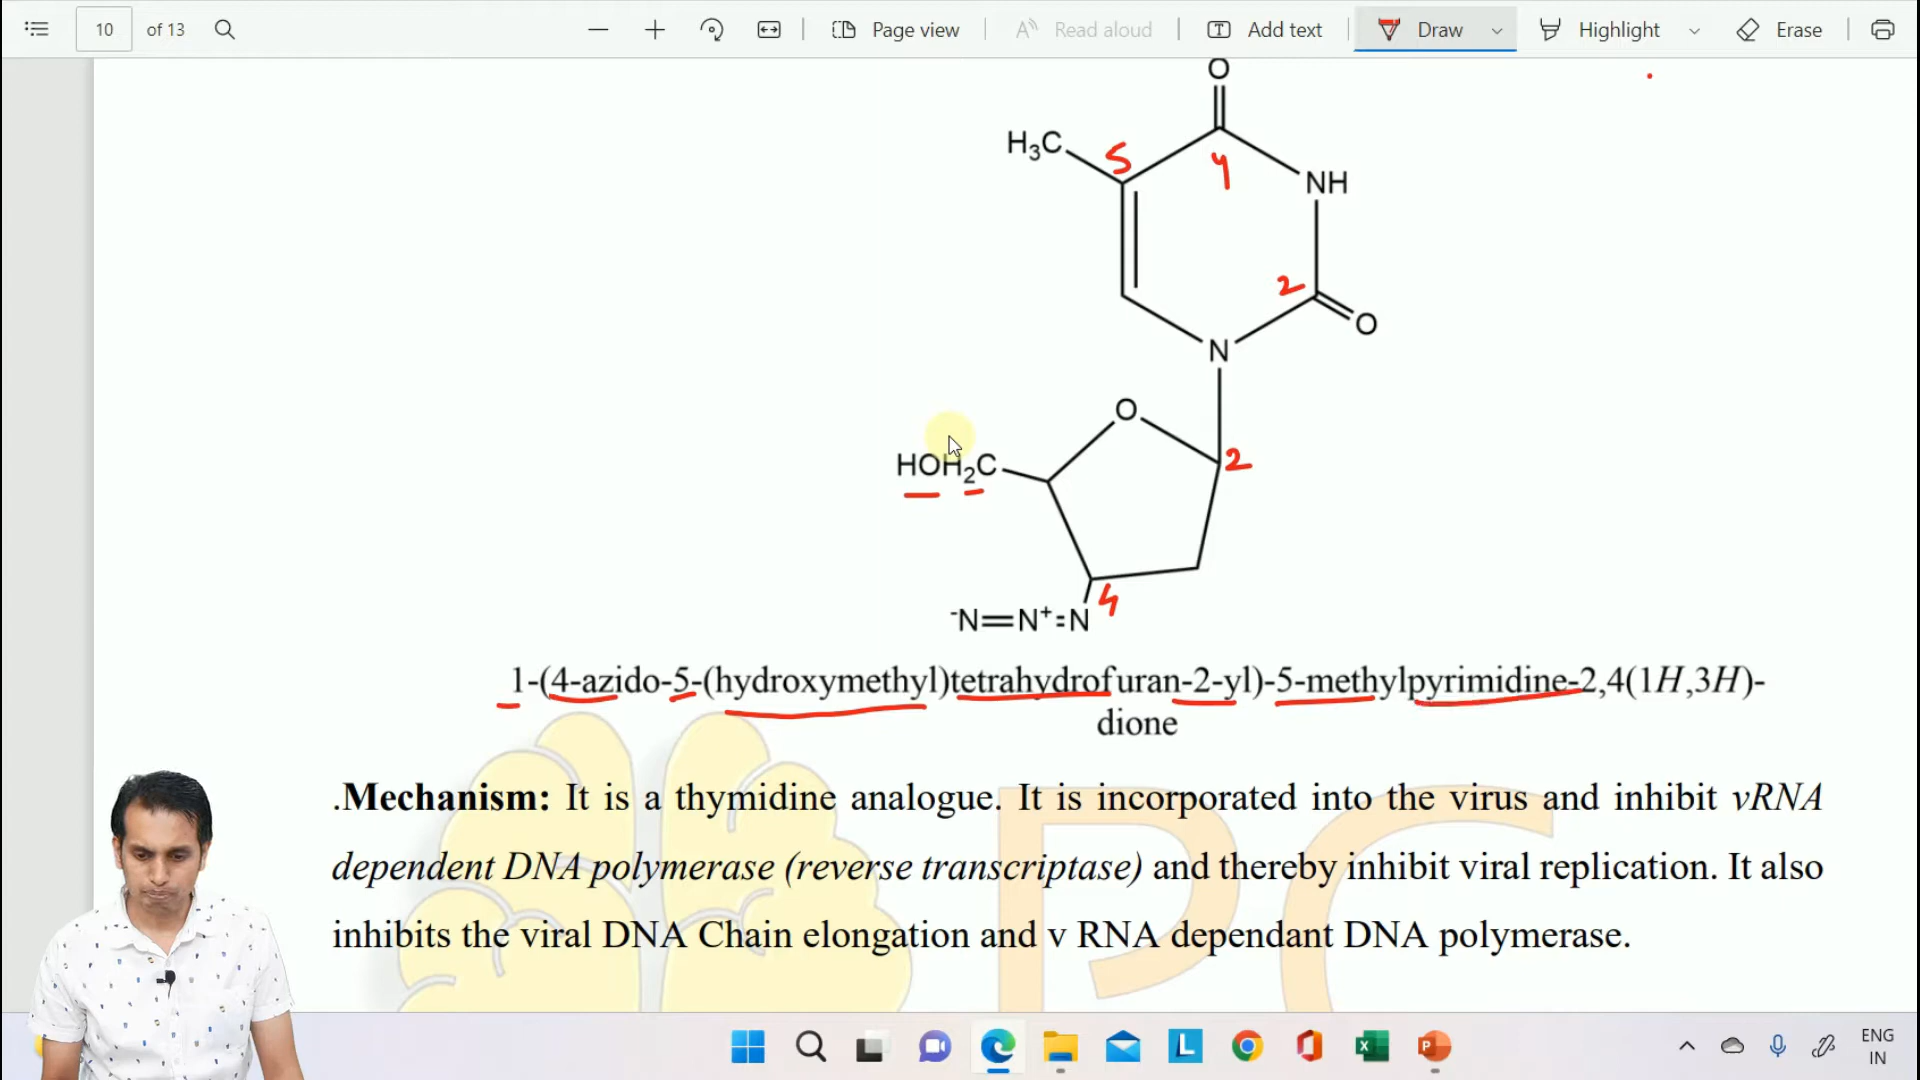 10 of 13 Page view Read aloud Add text Draw Highlight Erase
O
H₃C 5 4 NH
2 O
N
O
HOH₂C 2
4
⁻N=N⁺=N
1-(4-azido-5-(hydroxymethyl)tetrahydrofuran-2-yl)-5-methylpyrimidine-2,4(1H,3H)-
dione
.Mechanism: It is a thymidine analogue. It is incorporated into the virus and inhibit vRNA
dependent DNA polymerase (reverse transcriptase) and thereby inhibit viral replication. It also
inhibits the viral DNA Chain elongation and v RNA dependant DNA polymerase.
PC
L X P ENG
IN